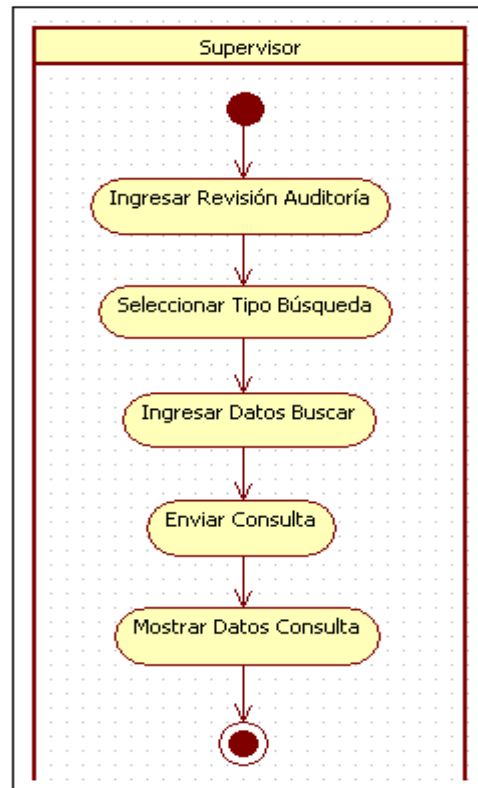 Supervisor
Ingresar Revisión Auditoría
Seleccionar Tipo Búsqueda
Ingresar Datos Buscar
Enviar Consulta
Mostrar Datos Consulta